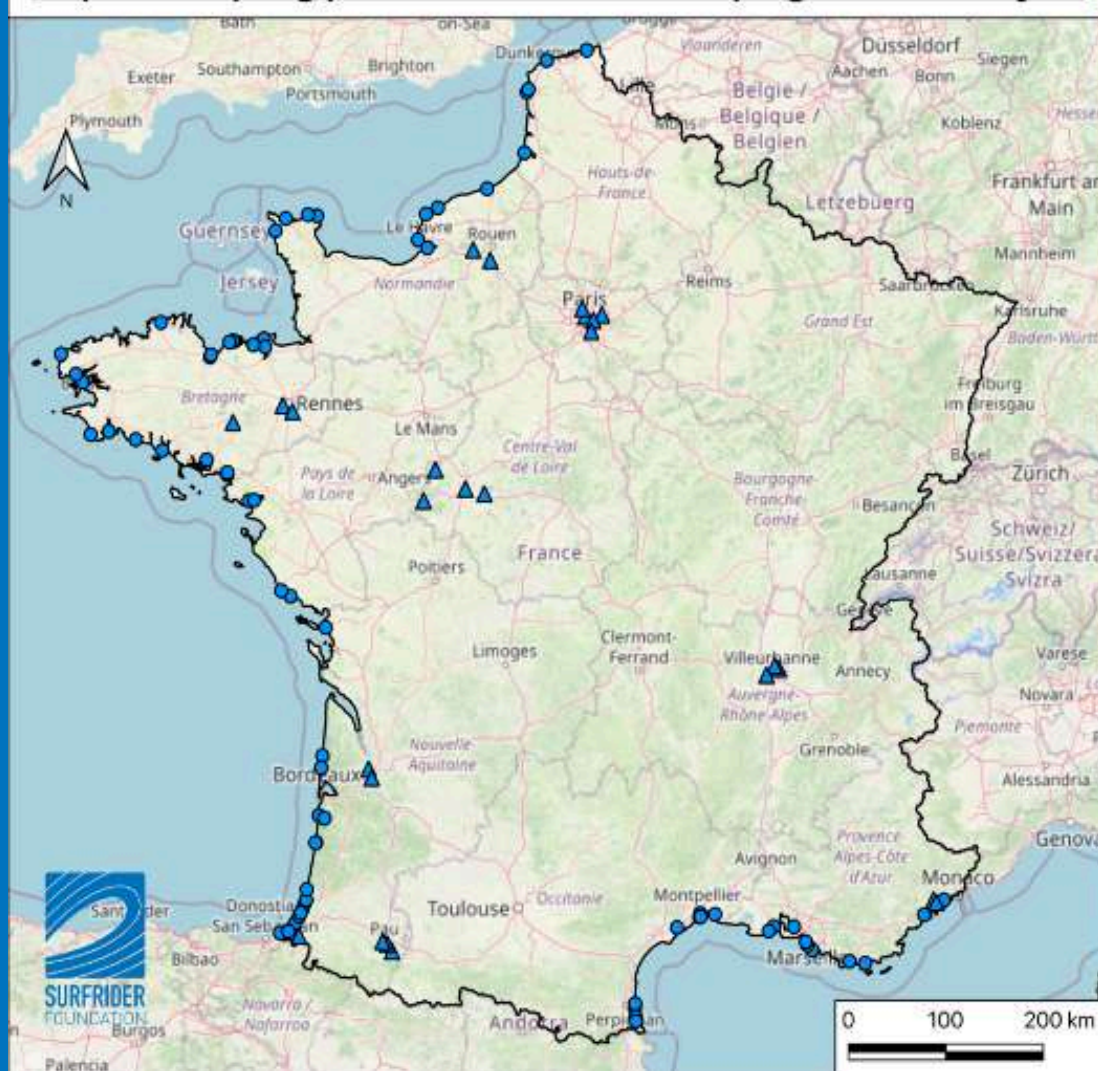 Bath
on-Sea
Brugge
Dunkerque
Vlaanderen
Düsseldorf
Siegen
Exeter
Southampton
Brighton
Portsmouth
Lille
Aachen
Bonn
België /
Belgique /
Belgien
Plymouth
Mons
Koblenz
N
Hauts-de-
France
Frankfurt am
Main
Letzebuerg
Guernsey
Le Havre
Rouen
Mannheim
Jersey
Normandie
Reims
Saarbrücken
Paris
Karlsruhe
Grand Est
Baden-Württ
Bretagne
Rennes
Freiburg
im Breisgau
Le Mans
Centre-Val
de Loire
Basel
Pays de
la Loire
Angers
Bourgogne
Franche-
Comté
Zürich
Besançon
Schweiz/
Suisse/Svizzera/
Svizra
France
Poitiers
Lausanne
Genève
Limoges
Clermont-
Ferrand
Villeurbanne
Annecy
Varese
Auvergne-
Rhône-Alpes
Novara
Piemonte
Nouvelle
Aquitaine
Grenoble
Bordeaux
Alessandria
Provence
Alpes-Côte
d'Azur
Genova
Avignon
Monaco
Montpellier
Santander
Donostia
San Sebastián
Toulouse
Occitanie
Pau
Bilbao
Marseille
SURFRIDER
FOUNDATION
Navarra /
Nafarroa
Burgos
Andorra
Perpignan
0 100 200 km
Palencia